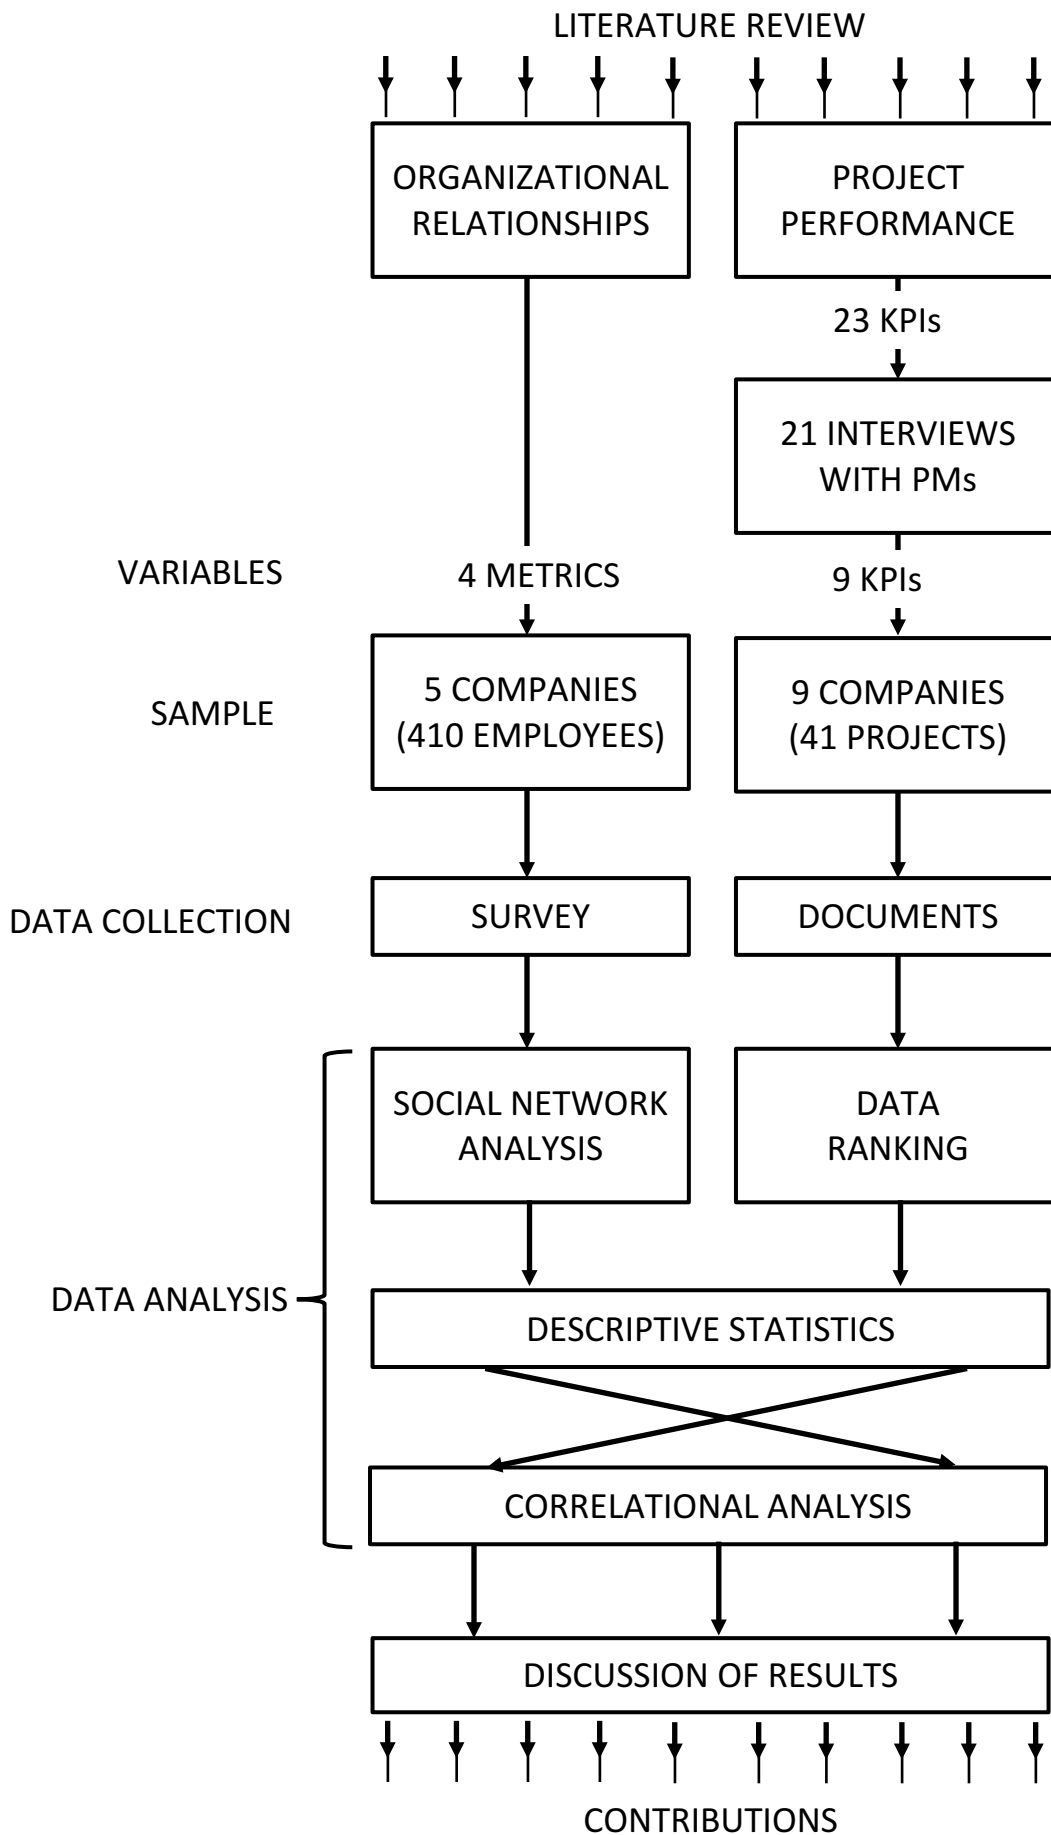 LITERATURE REVIEW
ORGANIZATIONAL
RELATIONSHIPS
PROJECT
PERFORMANCE
23 KPIs
21 INTERVIEWS
WITH PMs
VARIABLES
4 METRICS
9 KPIs
SAMPLE
5 COMPANIES
(410 EMPLOYEES)
9 COMPANIES
(41 PROJECTS)
DATA COLLECTION
SURVEY
DOCUMENTS
SOCIAL NETWORK
ANALYSIS
DATA
RANKING
DATA ANALYSIS
DESCRIPTIVE STATISTICS
CORRELATIONAL ANALYSIS
DISCUSSION OF RESULTS
CONTRIBUTIONS